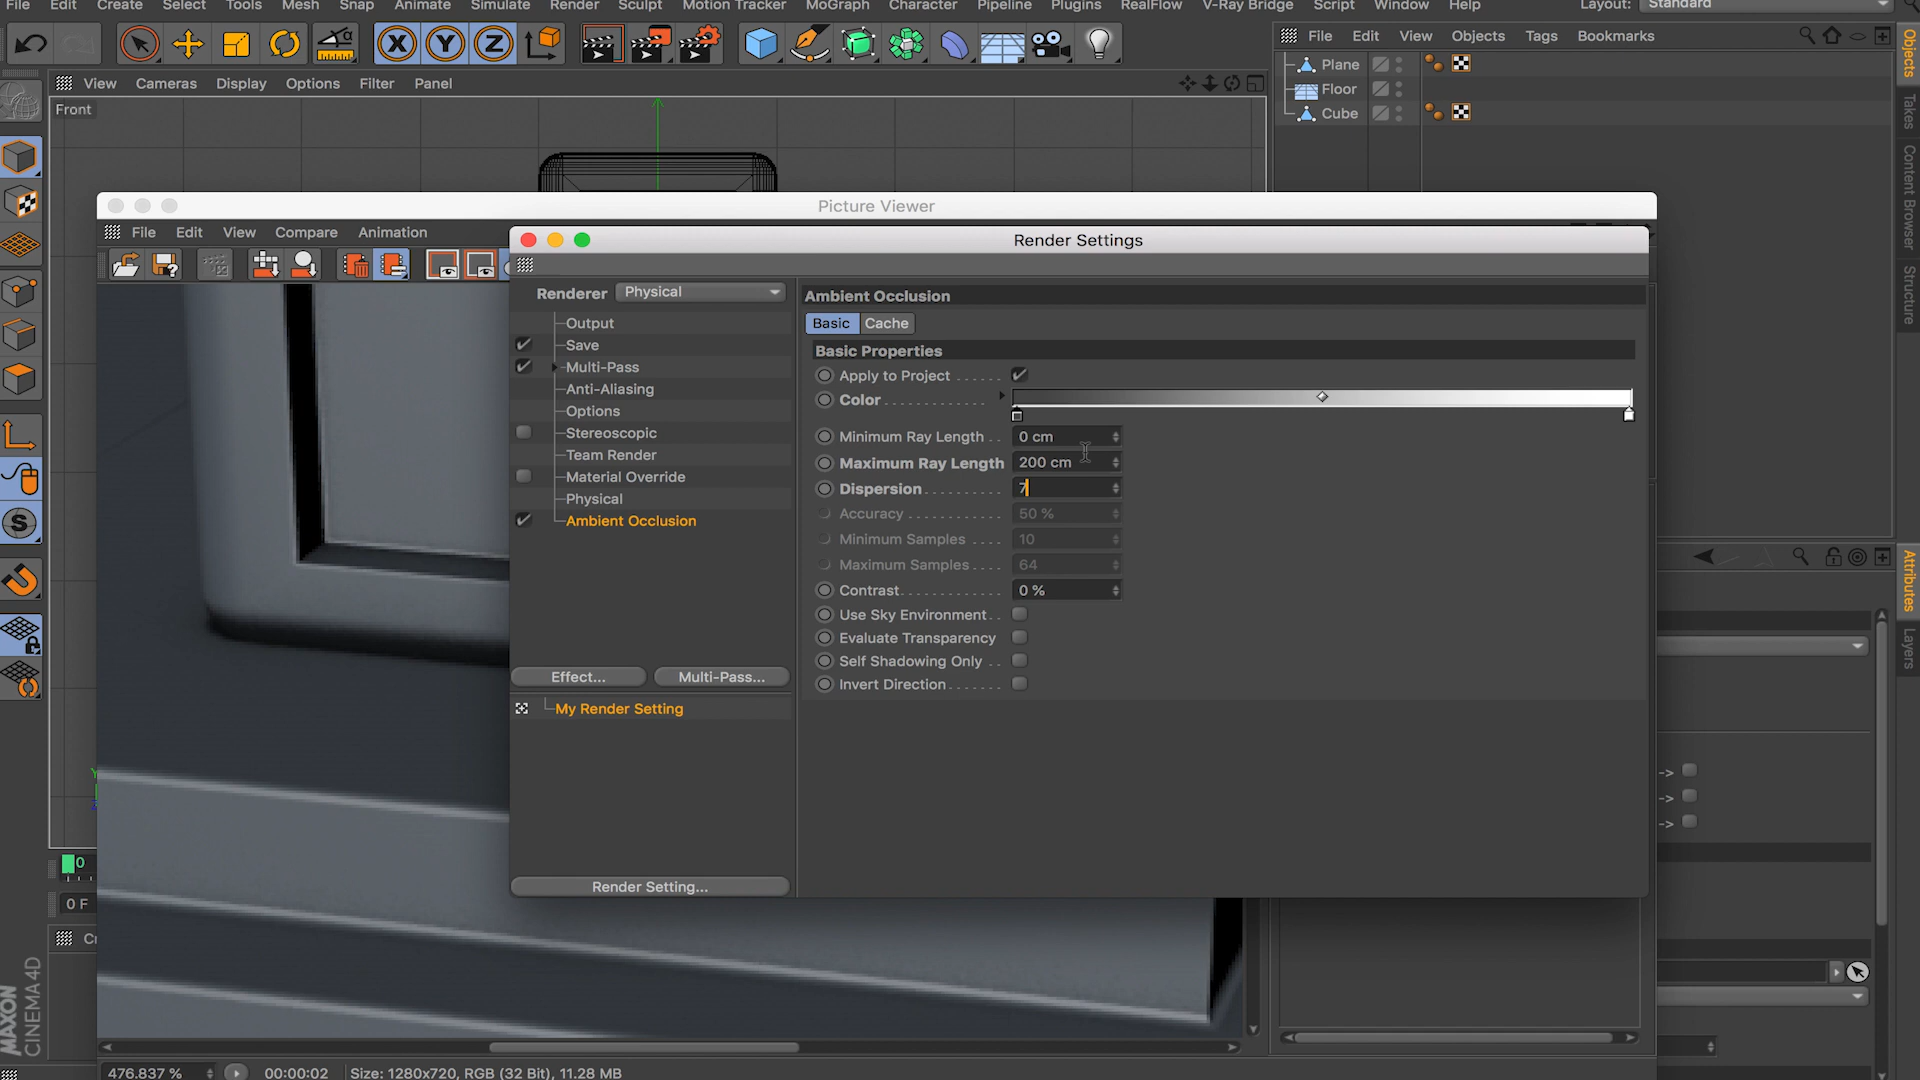 File Edit Create Select Tools Mesh Snap Animate Simulate Render Sculpt Motion Tracker MoGraph Character Pipeline Plugins RealFlow V-Ray Bridge Script Window Help Layout: Standard
File Edit View Objects Tags Bookmarks
View Cameras Display Options Filter Panel
Front
Plane
Floor
Cube
Objects
Takes
Content Browser
Structure
Picture Viewer
File Edit View Compare Animation
Render Settings
Renderer Physical
Output
Save
Multi-Pass
Anti-Aliasing
Options
Stereoscopic
Team Render
Material Override
Physical
Ambient Occlusion
Effect... Multi-Pass...
My Render Setting
Render Setting...
Ambient Occlusion
Basic Cache
Basic Properties
Apply to Project . . . . . .
Color . . . . . . . . . . . . .
Minimum Ray Length . . 0 cm
Maximum Ray Length 200 cm
Dispersion . . . . . . . . . 7
Accuracy . . . . . . . . . . . 50 %
Minimum Samples . . . . 10
Maximum Samples . . . . 64
Contrast . . . . . . . . . . . . 0 %
Use Sky Environment . .
Evaluate Transparency
Self Shadowing Only . .
Invert Direction . . . . . . .
Attributes
Layers
->
->
->
Y
Z
0
0 F
MAXON
CINEMA 4D
476.837 % 00:00:02 Size: 1280x720, RGB (32 Bit), 11.28 MB